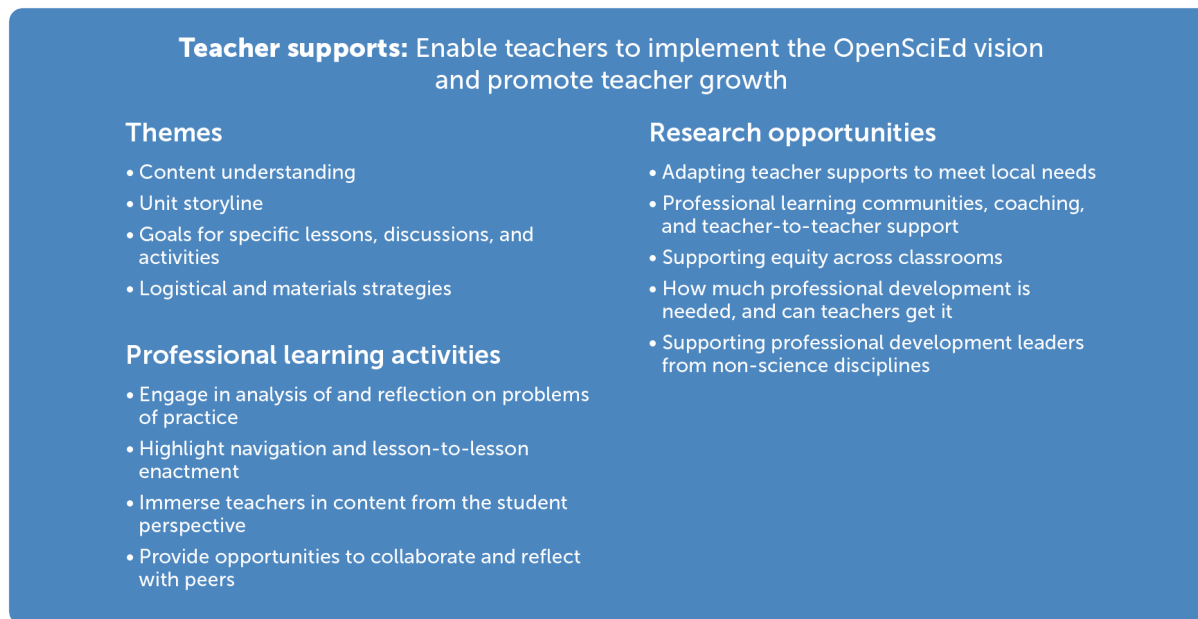 Teacher supports: Enable teachers to implement the OpenSciEd vision
and promote teacher growth
Themes
• Content understanding
• Unit storyline
• Goals for specific lessons, discussions, and
activities
• Logistical and materials strategies
Professional learning activities
• Engage in analysis of and reflection on problems
of practice
• Highlight navigation and lesson-to-lesson
enactment
• Immerse teachers in content from the student
perspective
• Provide opportunities to collaborate and reflect
with peers
Research opportunities
• Adapting teacher supports to meet local needs
• Professional learning communities, coaching,
and teacher-to-teacher support
• Supporting equity across classrooms
• How much professional development is
needed, and can teachers get it
• Supporting professional development leaders
from non-science disciplines